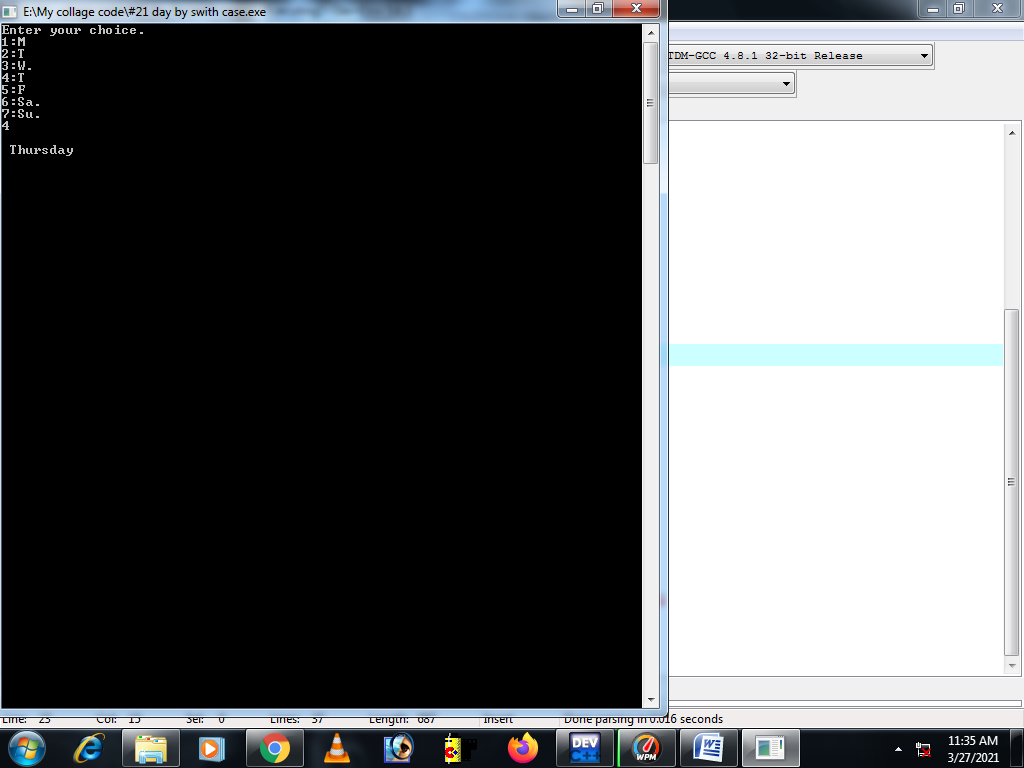 E:\My collage code\#21 day by swith case.exe
Enter your choice.
1:M
2:T
3:W.
4:T
5:F
6:Sa.
7:Su.
4
Thursday
TDM-GCC 4.8.1 32-bit Release
Line: 23 Col: 15 Sel: 0 Lines: 37 Length: 687 Insert Done parsing in 0.016 seconds
DEV C++
WPM
11:35 AM
3/27/2021